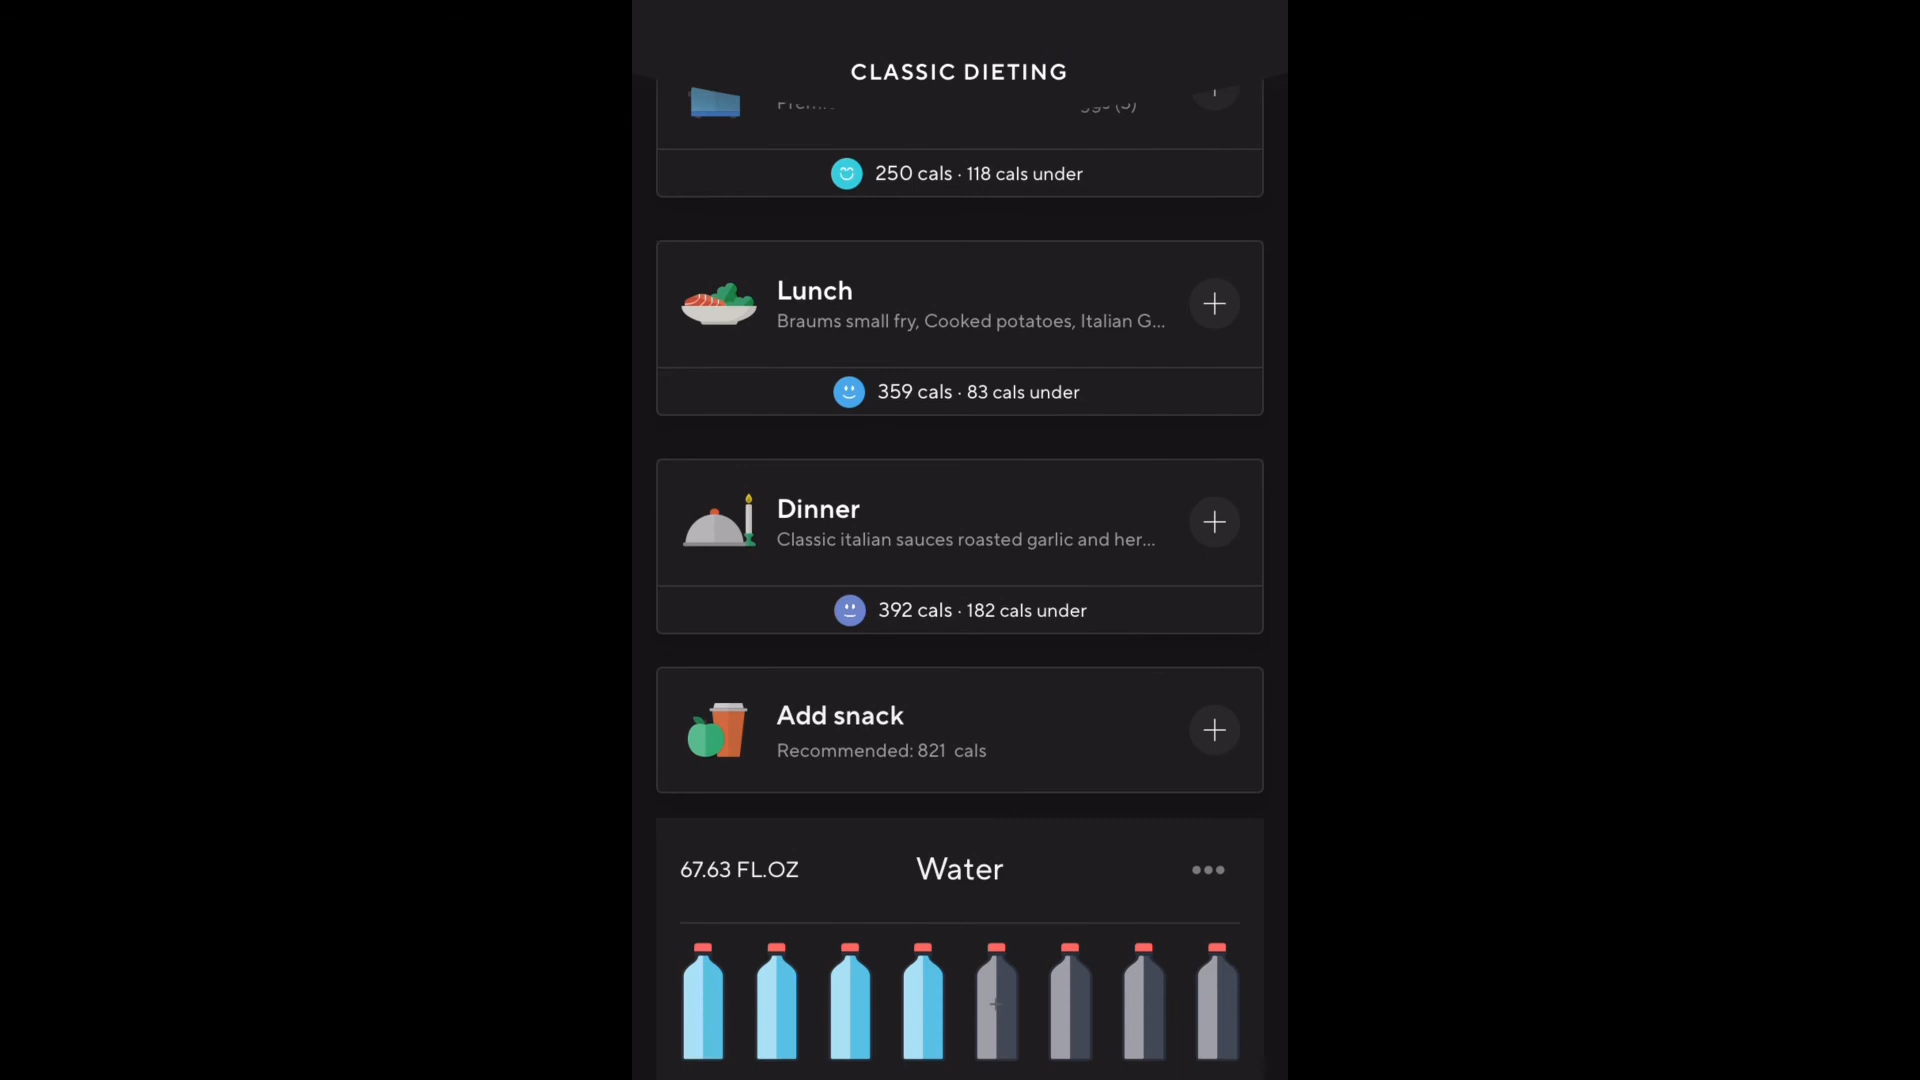 CLASSIC DIETING
250 cals · 118 cals under
Lunch
Braums small fry, Cooked potatoes, Italian G...
359 cals · 83 cals under
Dinner
Classic italian sauces roasted garlic and her...
392 cals · 182 cals under
Add snack
Recommended: 821 cals
67.63 FL.OZ
Water